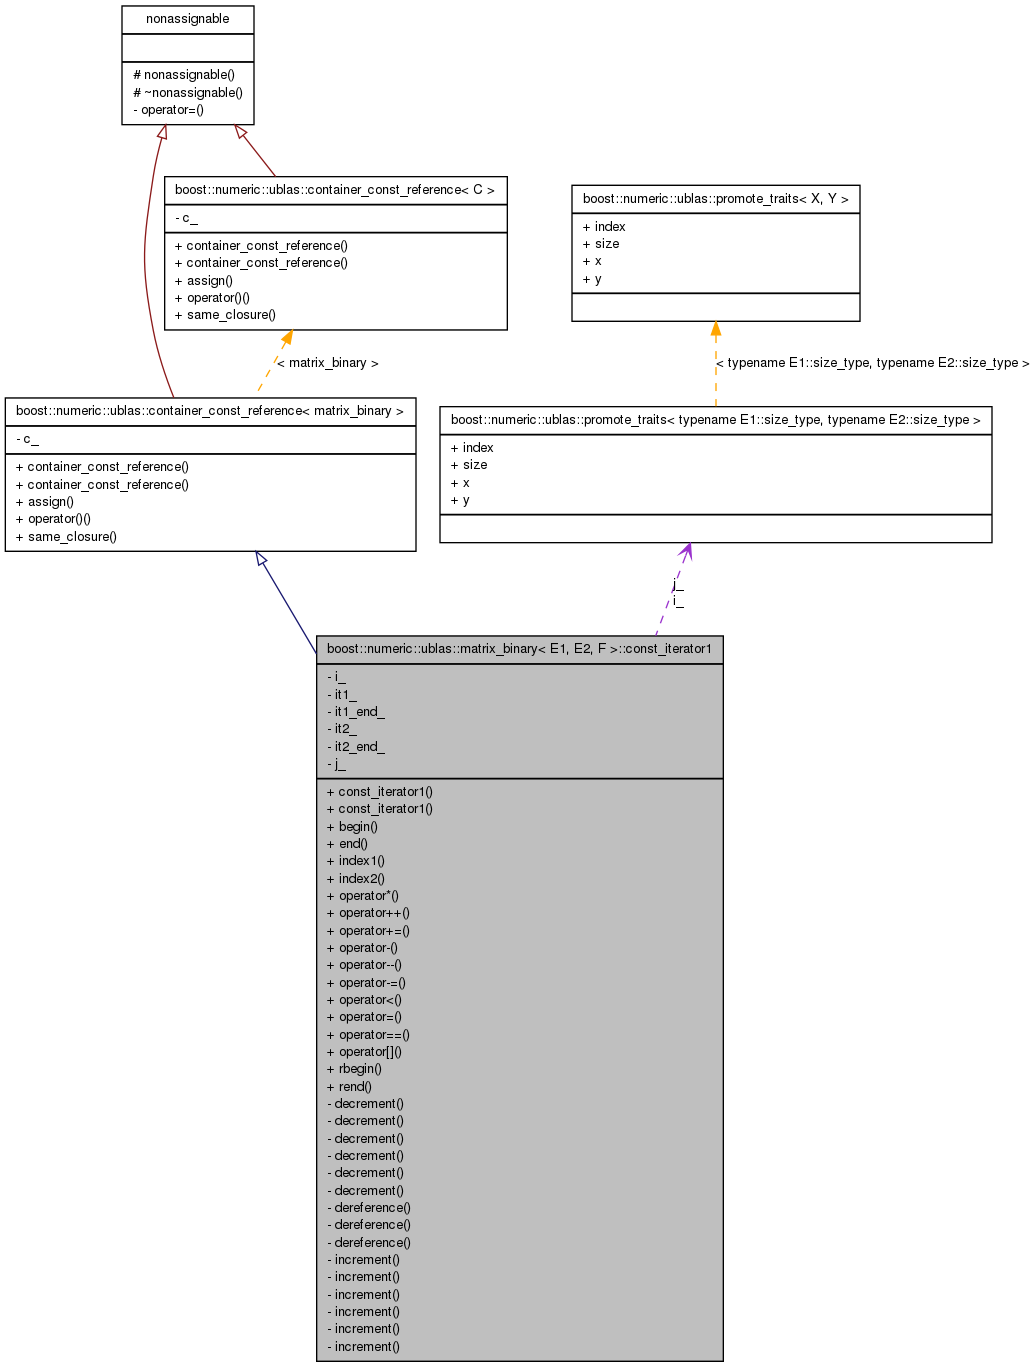 nonassignable
# nonassignable()
# ~nonassignable()
- operator=()
boost::numeric::ublas::container_const_reference< C >
- c_
+ container_const_reference()
+ container_const_reference()
+ assign()
+ operator()()
+ same_closure()
boost::numeric::ublas::promote_traits< X, Y >
+ index
+ size
+ x
+ y
< matrix_binary >
< typename E1::size_type, typename E2::size_type >
boost::numeric::ublas::container_const_reference< matrix_binary >
- c_
+ container_const_reference()
+ container_const_reference()
+ assign()
+ operator()()
+ same_closure()
boost::numeric::ublas::promote_traits< typename E1::size_type, typename E2::size_type >
+ index
+ size
+ x
+ y
j_
i_
boost::numeric::ublas::matrix_binary< E1, E2, F >::const_iterator1
- i_
- it1_
- it1_end_
- it2_
- it2_end_
- j_
+ const_iterator1()
+ const_iterator1()
+ begin()
+ end()
+ index1()
+ index2()
+ operator*()
+ operator++()
+ operator+=()
+ operator-()
+ operator--()
+ operator-=()
+ operator<()
+ operator=()
+ operator==()
+ operator[]()
+ rbegin()
+ rend()
- decrement()
- decrement()
- decrement()
- decrement()
- decrement()
- decrement()
- dereference()
- dereference()
- dereference()
- increment()
- increment()
- increment()
- increment()
- increment()
- increment()